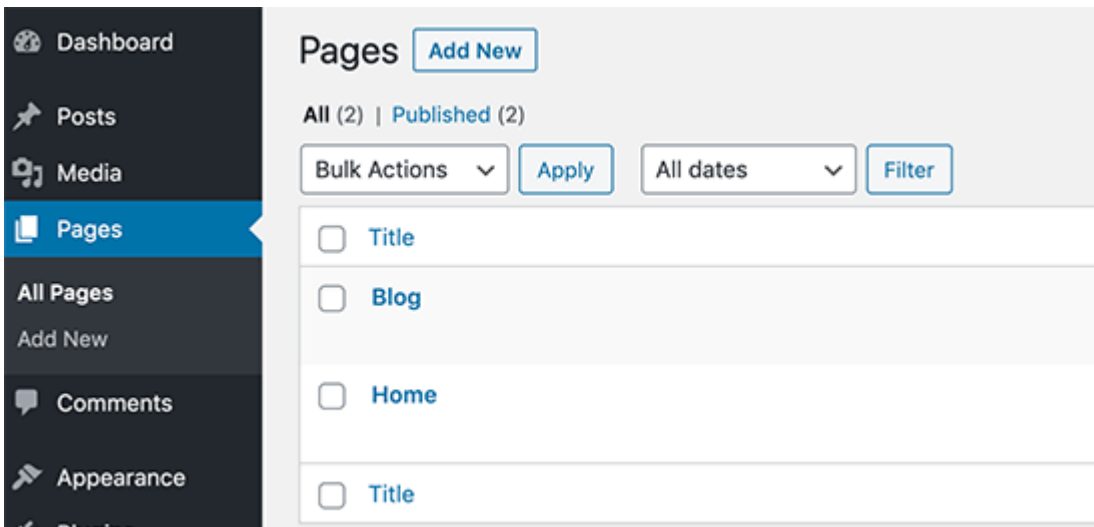 Dashboard
Posts
Media
Pages
All Pages
Add New
Comments
Appearance
Pages Add New
All (2) | Published (2)
Bulk Actions Apply All dates Filter
Title
Blog
Home
Title